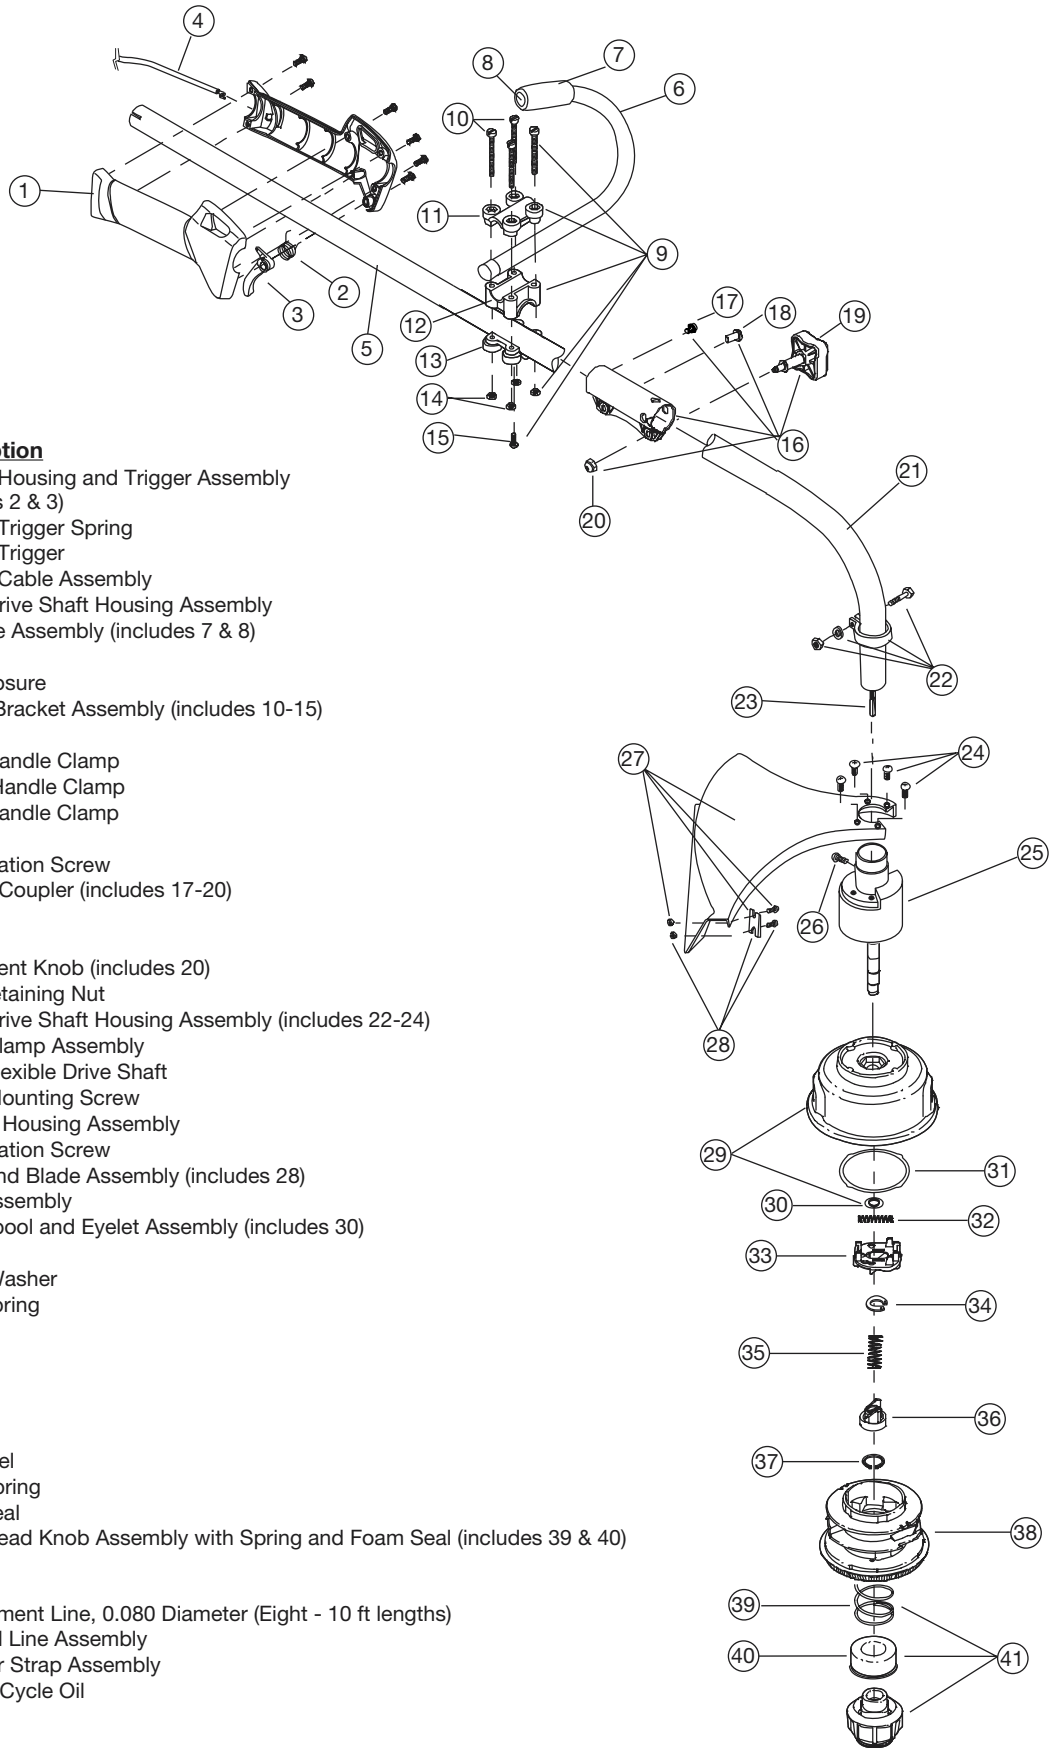 4
8
7
6
10
1
11
9
2
3
12
5
17
18
19
13
14
15
16
20
21
ption
Housing and Trigger Assembly
s 2 & 3)
Trigger Spring
Trigger
Cable Assembly
rive Shaft Housing Assembly
e Assembly (includes 7 & 8)
osure
Bracket Assembly (includes 10-15)
andle Clamp
Handle Clamp
andle Clamp
ation Screw
Coupler (includes 17-20)
ent Knob (includes 20)
etaining Nut
rive Shaft Housing Assembly (includes 22-24)
lamp Assembly
lexible Drive Shaft
Mounting Screw
Housing Assembly
ation Screw
nd Blade Assembly (includes 28)
ssembly
pool and Eyelet Assembly (includes 30)
Washer
pring
el
pring
eal
ead Knob Assembly with Spring and Foam Seal (includes 39 & 40)
ment Line, 0.080 Diameter (Eight - 10 ft lengths)
d Line Assembly
r Strap Assembly
Cycle Oil
22
23
24
27
25
26
28
29
31
30
32
33
34
35
36
37
38
39
40
41